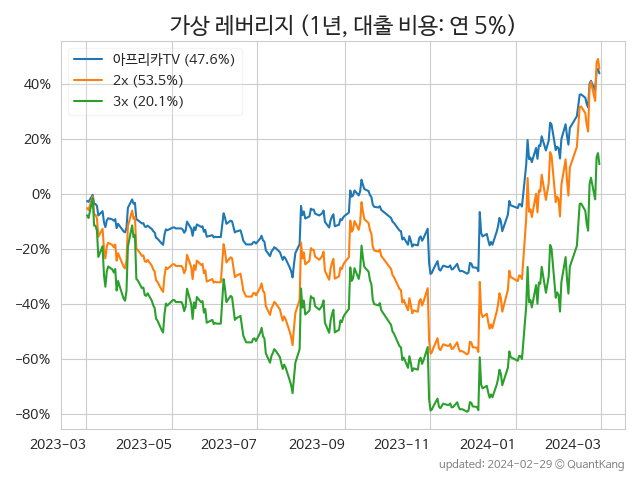 가상 레버리지 (1년, 대출 비용: 연 5%)
아프리카TV (47.6%)
2x (53.5%)
3x (20.1%)
40%
20%
0%
−20%
−40%
−60%
−80%
2023-03 2023-05 2023-07 2023-09 2023-11 2024-01 2024-03
updated: 2024-02-29 ⓒ QuantKang